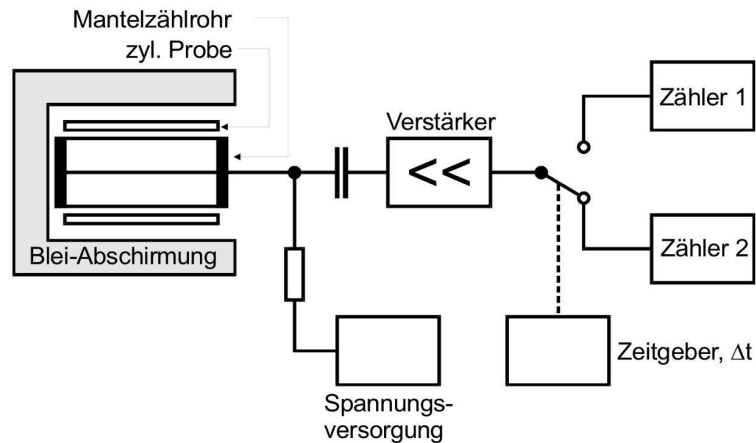 Mantelzählrohr
zyl. Probe
Verstärker
<<
Zähler 1
Zähler 2
Blei-Abschirmung
Zeitgeber, Δt
Spannungs-
versorgung